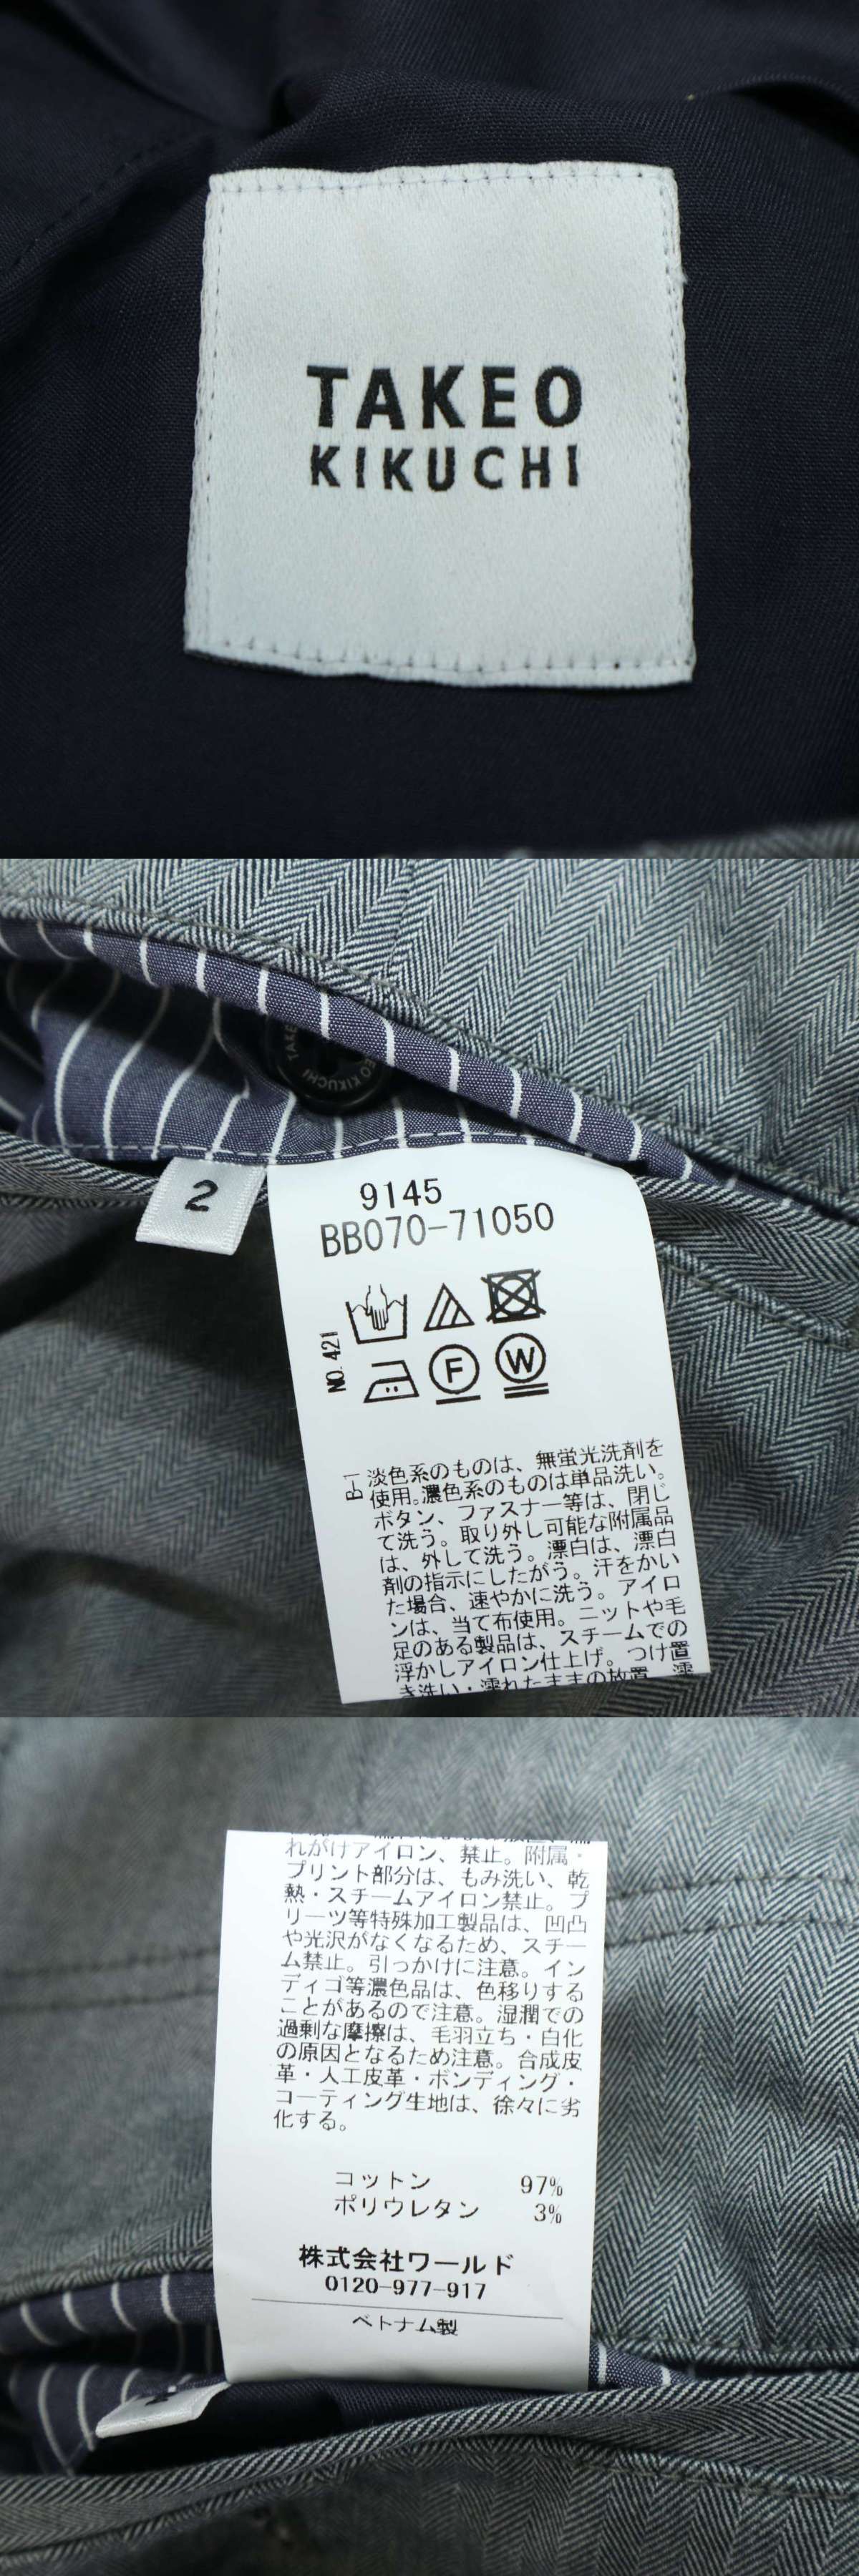 TAKEO
KIKUCHI
TAKEO KIKUCHI
2
9145
BB070-71050
NO. 421
F
W
B-1
淡色系のものは、無蛍光洗剤を
使用。濃色系のものは単品洗い。
ボタン、ファスナー等は、閉じ
て洗う。取り外し可能な附属品
は、外して洗う。漂白は、漂白
剤の指示にしたがう。汗をかい
た場合、速やかに洗う。アイロ
ンは、当て布使用。ニットや毛
足のある製品は、スチームでの
浮かしアイロン仕上げ。つけ置
き洗い・濡れたままの放置、濡
れがけアイロン、禁止。附属・
プリント部分は、もみ洗い、乾
熱・スチームアイロン禁止。プ
リーツ等特殊加工製品は、凹凸
や光沢がなくなるため、スチー
ム禁止。引っかけに注意。イン
ディゴ等濃色品は、色移りする
ことがあるので注意。湿潤での
過剰な摩擦は、毛羽立ち・白化
の原因となるため注意。合成皮
革・人工皮革・ボンディング・
コーティング生地は、徐々に劣
化する。
コットン 97%
ポリウレタン 3%
株式会社ワールド
0120-977-917
ベトナム製